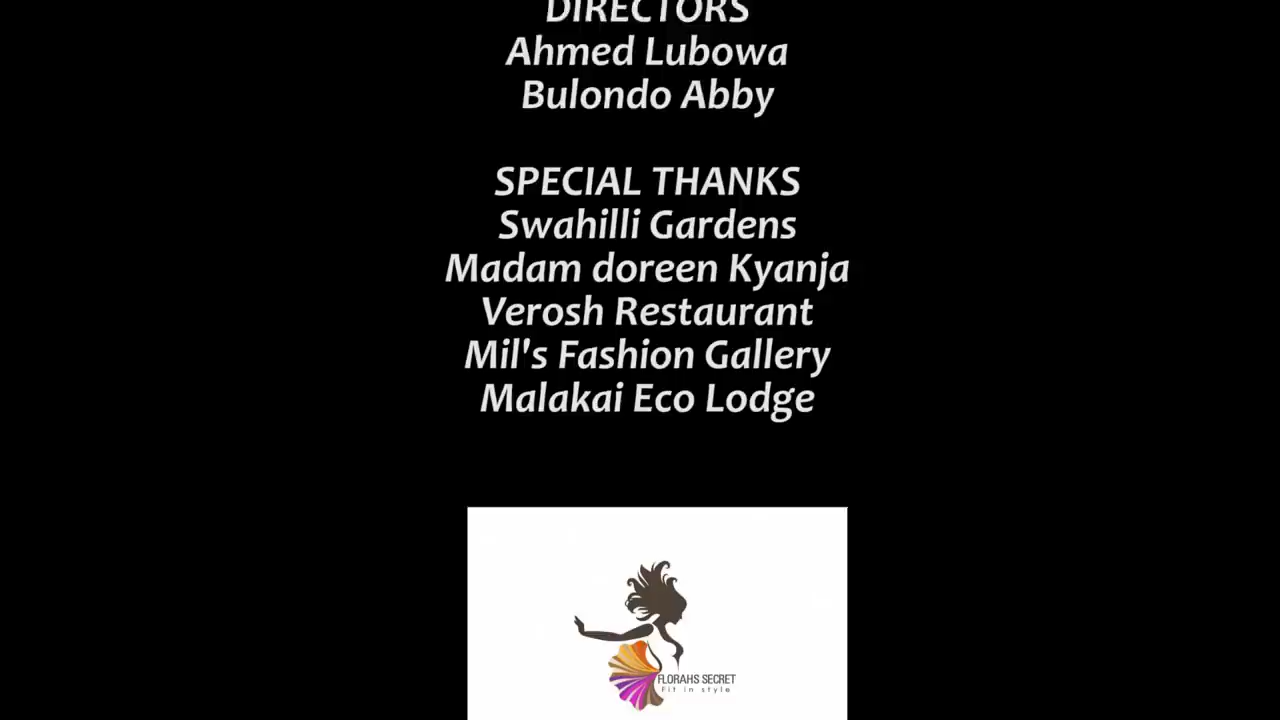 DIRECTORS
Ahmed Lubowa
Bulondo Abby
SPECIAL THANKS
Swahilli Gardens
Madam doreen Kyanja
Verosh Restaurant
Mil's Fashion Gallery
Malakai Eco Lodge
FLORAHS SECRET
Fit in style